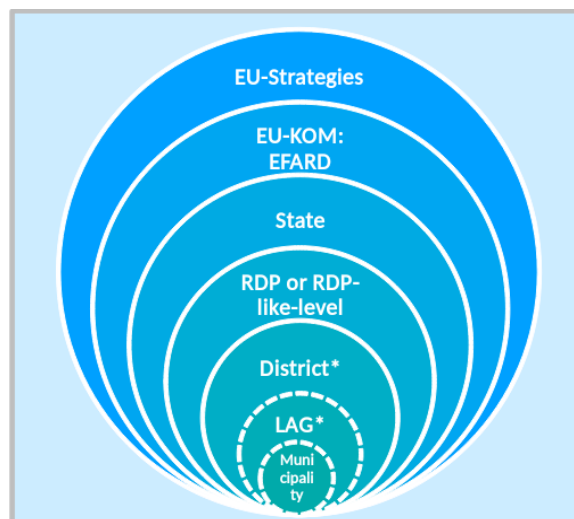 EU-Strategies
EU-KOM:
EFARD
State
RDP or RDP-
like-level
District*
LAG*
Muni
cipali
ty